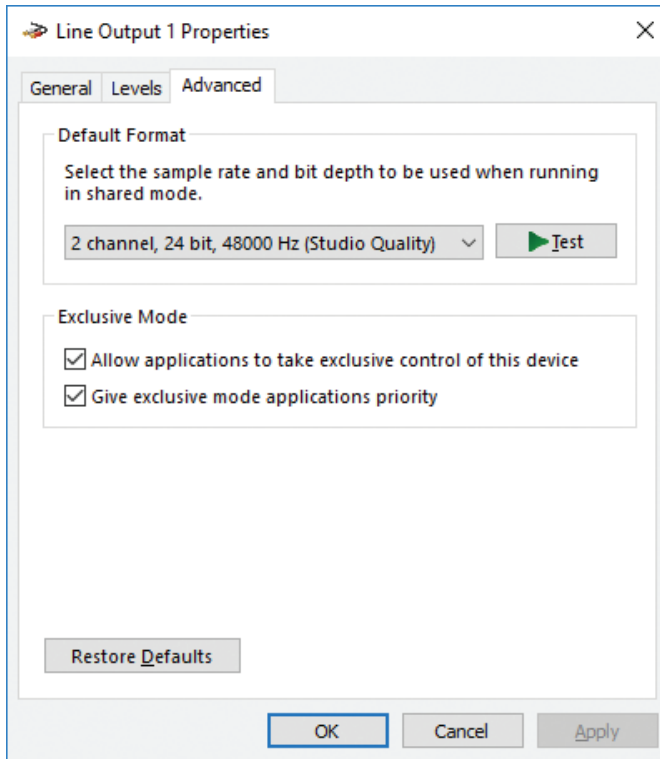 Line Output 1 Properties
General
Levels
Advanced
Default Format
Select the sample rate and bit depth to be used when running
in shared mode.
2 channel, 24 bit, 48000 Hz (Studio Quality)
Test
Exclusive Mode
Allow applications to take exclusive control of this device
Give exclusive mode applications priority
Restore Defaults
OK
Cancel
Apply